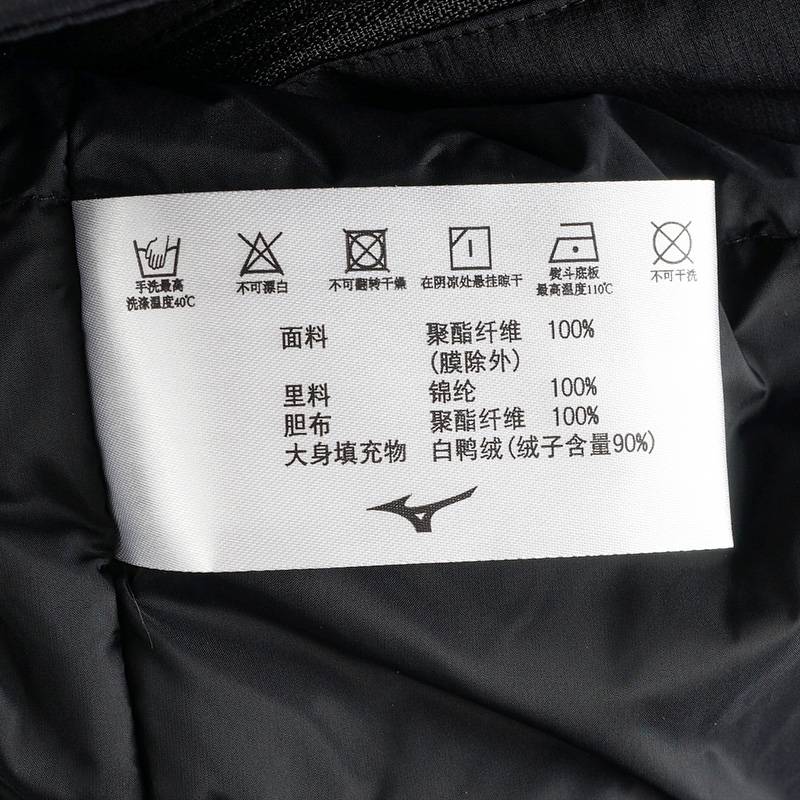 手洗最高
洗涤温度40℃
不可漂白
不可翻转干燥
在阴凉处悬挂晾干
熨斗底板
最高温度110℃
不可干洗
面料 聚酯纤维 100%
(膜除外)
里料 锦纶 100%
胆布 聚酯纤维 100%
大身填充物 白鸭绒(绒子含量90%)